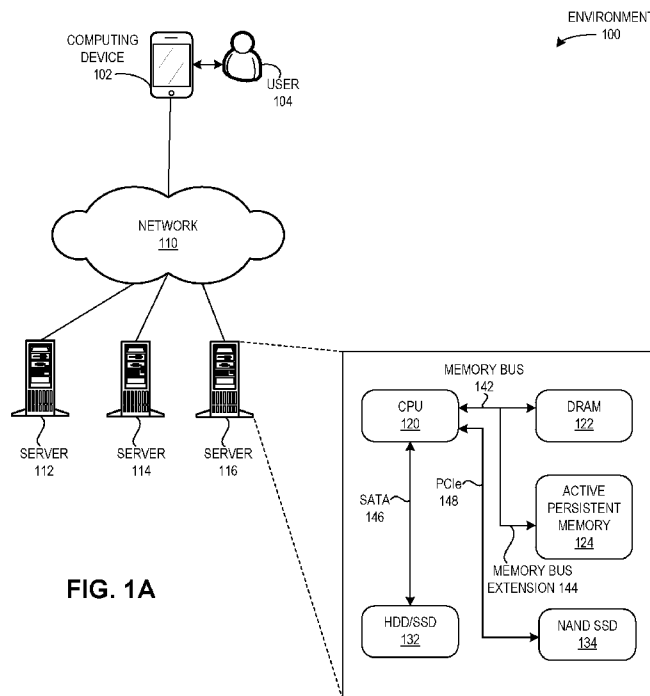 ENVIRONMENT
100
COMPUTING
DEVICE
102
USER
104
NETWORK
110
SERVER
112
SERVER
114
SERVER
116
MEMORY BUS
142
CPU
120
DRAM
122
SATA
146
PCIe
148
ACTIVE
PERSISTENT
MEMORY
124
MEMORY BUS
EXTENSION 144
HDD/SSD
132
NAND SSD
134
FIG. 1A